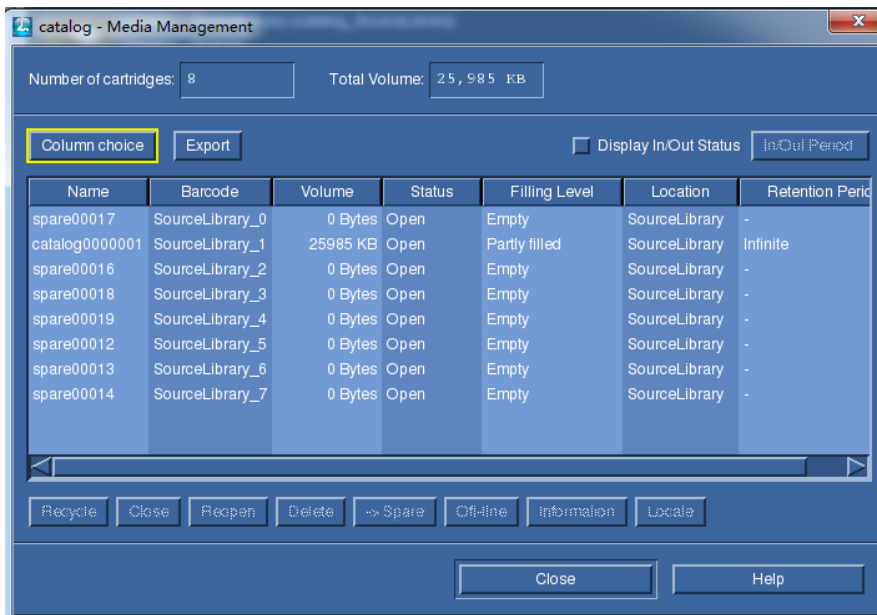 catalog - Media Management
Number of cartridges: 8 Total Volume: 25,985 KB
Column choice Export Display In/Out Status In/Out Period
Name Barcode Volume Status Filling Level Location Retention Peric
spare00017 SourceLibrary_0 0 Bytes Open Empty SourceLibrary -
catalog0000001 SourceLibrary_1 25985 KB Open Partly filled SourceLibrary Infinite
spare00016 SourceLibrary_2 0 Bytes Open Empty SourceLibrary -
spare00018 SourceLibrary_3 0 Bytes Open Empty SourceLibrary -
spare00019 SourceLibrary_4 0 Bytes Open Empty SourceLibrary -
spare00012 SourceLibrary_5 0 Bytes Open Empty SourceLibrary -
spare00013 SourceLibrary_6 0 Bytes Open Empty SourceLibrary -
spare00014 SourceLibrary_7 0 Bytes Open Empty SourceLibrary -
Recycle Close Reopen Delete -> Spare Off-line Information Locate
Close Help